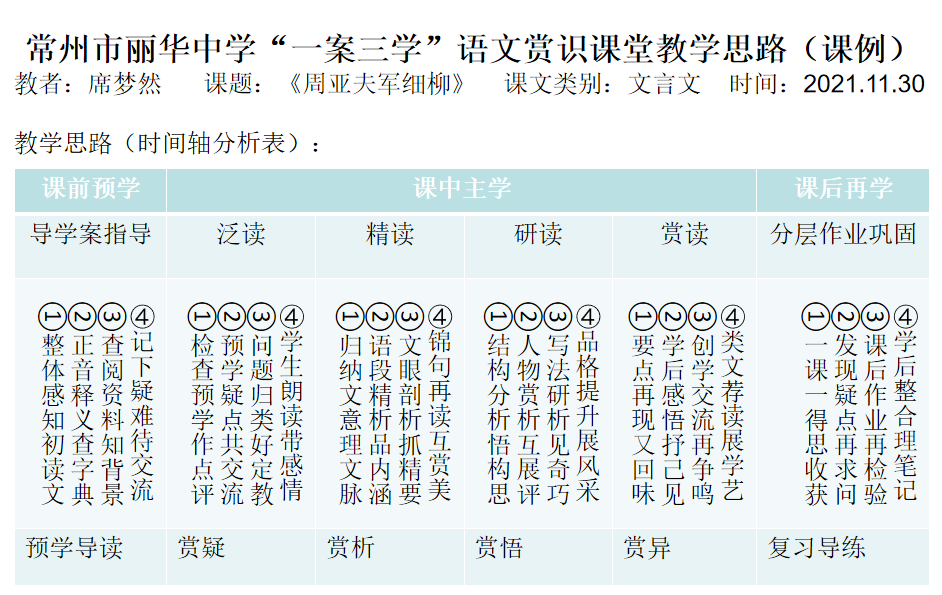 常州市丽华中学“一案三学”语文赏识课堂教学思路（课例）
教者：席梦然 课题：《周亚夫军细柳》 课文类别：文言文 时间：2021.11.30
教学思路（时间轴分析表）：
课前预学 课中主学 课后再学
导学案指导 泛读 精读 研读 赏读 分层作业巩固
①整体感知初读文
②正音释义查字典
③查阅资料知背景
④记下疑难待交流
①检查预学作点评
②预学疑点共交流
③问题归类好定教
④学生朗读带感情
①归纳文意理文脉
②语段精析品内涵
③文眼剖析抓精要
④锦句再读互赏美
①结构分析悟构思
②人物赏析互展评
③写法研析见奇巧
④品格提升展风采
①要点再现又回味
②学后感悟抒己见
③创学交流再争鸣
④类文荐读展学艺
①一课一得思收获
②发现疑点再求问
③课后作业再检验
④学后整合理笔记
预学导读 赏疑 赏析 赏悟 赏异 复习导练